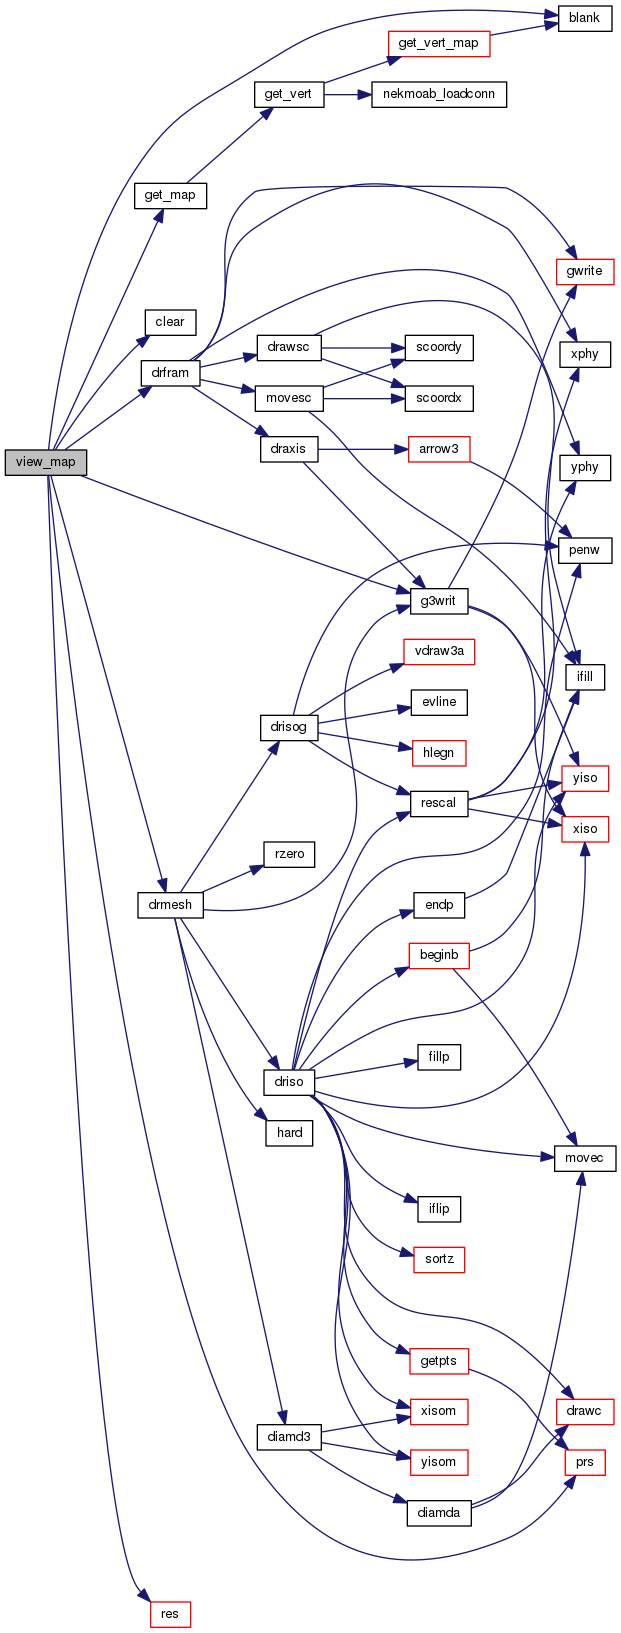 blank
get_vert_map
get_vert
nekmoab_loadconn
get_map
gwrite
clear
xphy
drawsc
scoordy
drfram
movesc
scoordx
draxis
arrow3
yphy
view_map
penw
g3writ
vdraw3a
ifill
evline
drisog
hlegn
yiso
rescal
xiso
rzero
drmesh
endp
beginb
fillp
driso
hard
movec
iflip
sortz
getpts
xisom
drawc
diamd3
yisom
prs
diamda
res